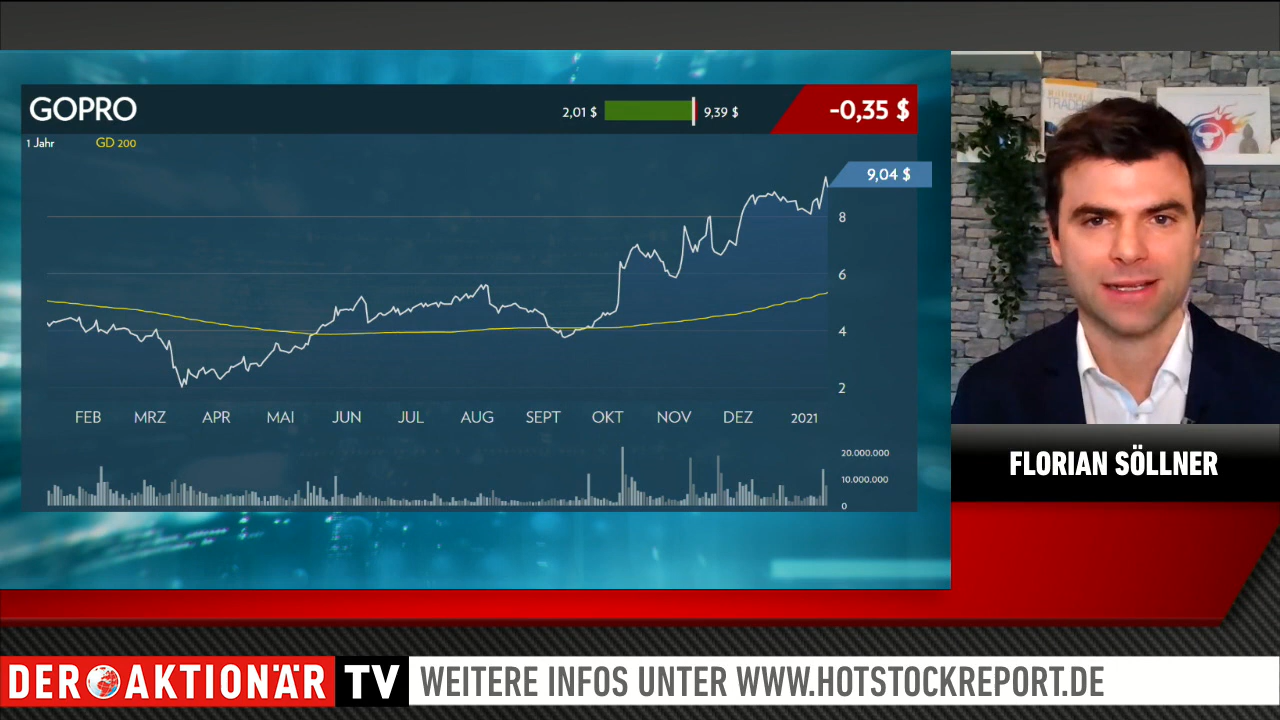 GOPRO
2,01 $
9,39 $
-0,35 $
1 Jahr
GD 200
9,04 $
8
6
4
2
FEB MRZ APR MAI JUN JUL AUG SEPT OKT NOV DEZ 2021
20.000.000
10.000.000
0
TRADER
FLORIAN SÖLLNER
DER AKTIONÄR TV
WEITERE INFOS UNTER WWW.HOTSTOCKREPORT.DE